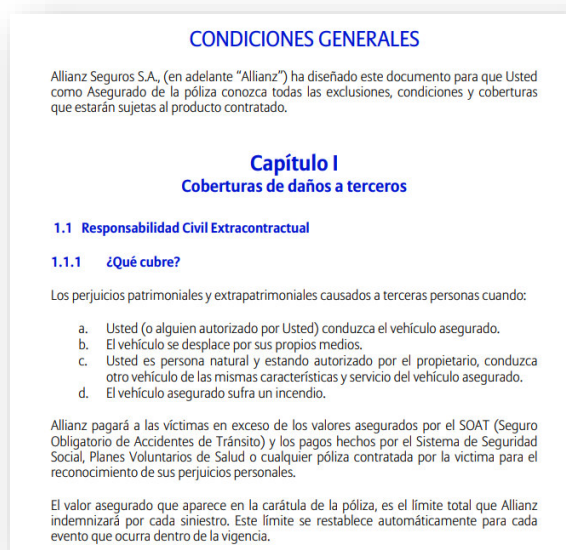 CONDICIONES GENERALES
Allianz Seguros S.A., (en adelante “Allianz”) ha diseñado este documento para que Usted
como Asegurado de la póliza conozca todas las exclusiones, condiciones y coberturas
que estarán sujetas al producto contratado.
Capítulo I
Coberturas de daños a terceros
1.1 Responsabilidad Civil Extracontractual
1.1.1 ¿Qué cubre?
Los perjuicios patrimoniales y extrapatrimoniales causados a terceras personas cuando:
a. Usted (o alguien autorizado por Usted) conduzca el vehículo asegurado.
b. El vehículo se desplace por sus propios medios.
c. Usted es persona natural y estando autorizado por el propietario, conduzca
otro vehículo de las mismas características y servicio del vehículo asegurado.
d. El vehículo asegurado sufra un incendio.
Allianz pagará a las víctimas en exceso de los valores asegurados por el SOAT (Seguro
Obligatorio de Accidentes de Tránsito) y los pagos hechos por el Sistema de Seguridad
Social, Planes Voluntarios de Salud o cualquier póliza contratada por la victima para el
reconocimiento de sus perjuicios personales.
El valor asegurado que aparece en la carátula de la póliza, es el límite total que Allianz
indemnizará por cada siniestro. Este límite se restablece automáticamente para cada
evento que ocurra dentro de la vigencia.